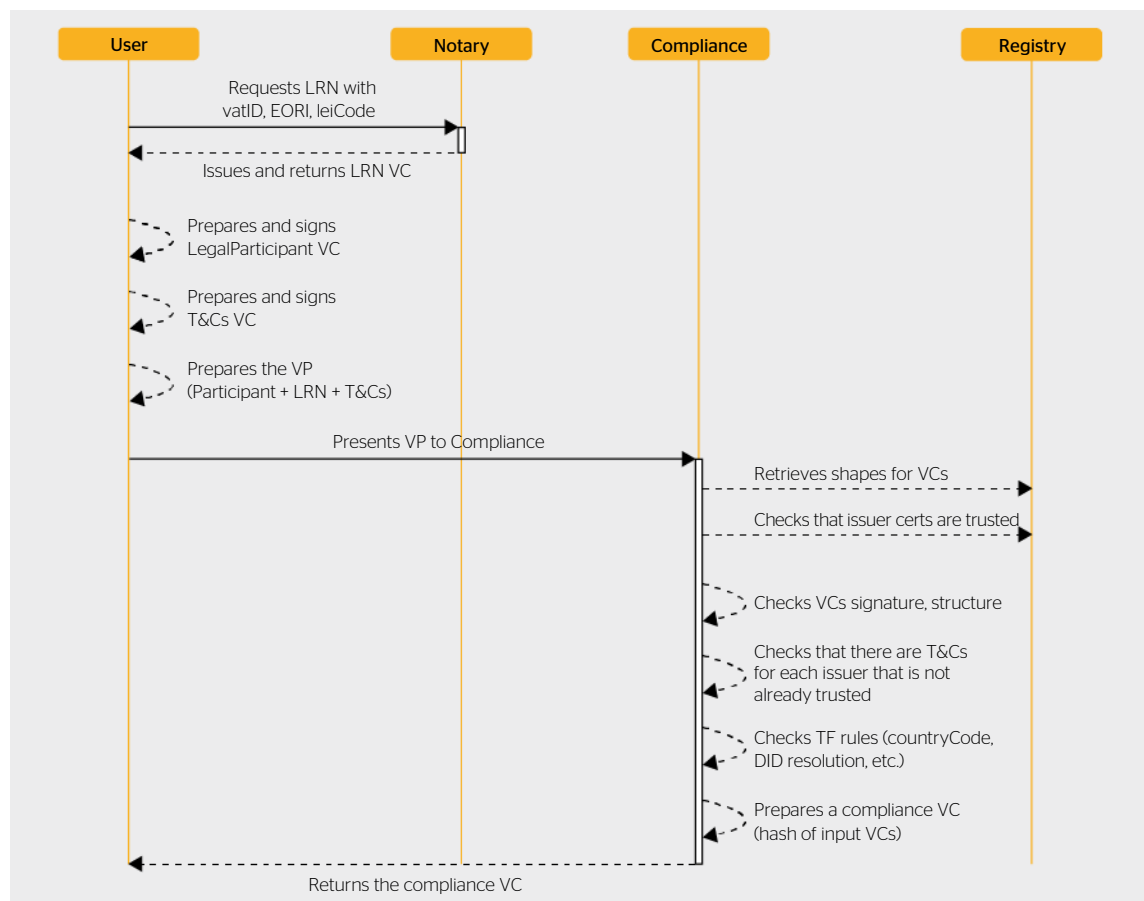 User
Notary
Compliance
Registry
Requests LRN with
vatID, EORI, leiCode
Issues and returns LRN VC
Prepares and signs
LegalParticipant VC
Prepares and signs
T&Cs VC
Prepares the VP
(Participant + LRN + T&Cs)
Presents VP to Compliance
Retrieves shapes for VCs
Checks that issuer certs are trusted
Checks VCs signature, structure
Checks that there are T&Cs
for each issuer that is not
already trusted
Checks TF rules (countryCode,
DID resolution, etc.)
Prepares a compliance VC
(hash of input VCs)
Returns the compliance VC